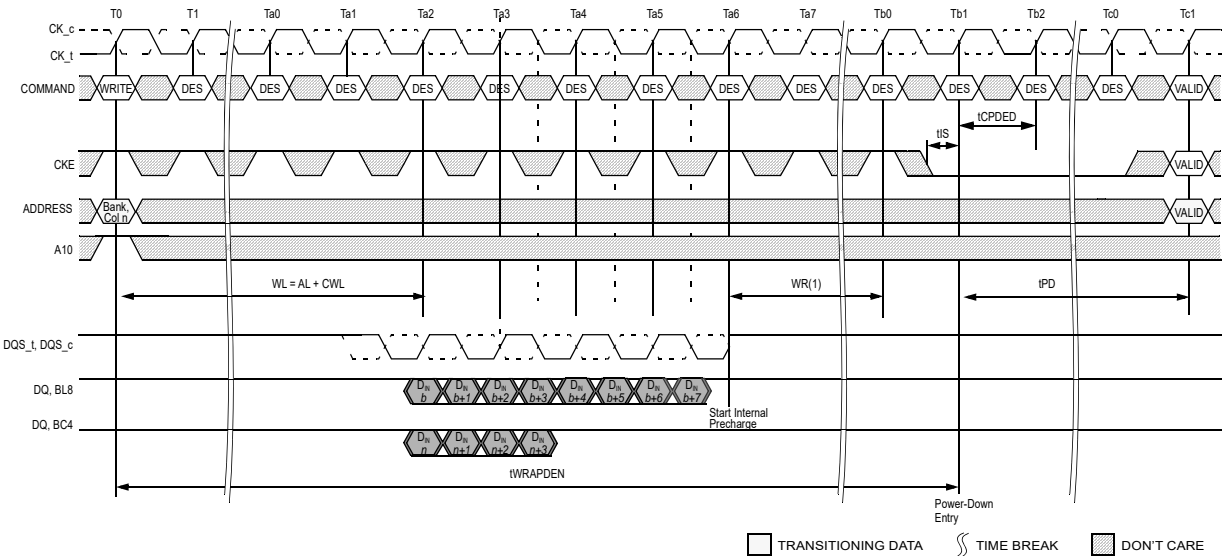 T0 T1 Ta0 Ta1 Ta2 Ta3 Ta4 Ta5 Ta6 Ta7 Tb0 Tb1 Tb2 Tc0 Tc1
CK_c
CK_t
COMMAND WRITE DES DES DES DES DES DES DES DES DES DES DES DES DES VALID
tCPDED
tIS
CKE VALID
ADDRESS Bank, Col n VALID
A10
WL = AL + CWL WR(1) tPD
DQS_t, DQS_c
DQ, BL8 DIN b DIN b+1 DIN b+2 DIN b+3 DIN b+4 DIN b+5 DIN b+6 DIN b+7
Start Internal
Precharge
DQ, BC4 DIN n DIN n+1 DIN n+2 DIN n+3
tWRAPDEN
Power-Down
Entry
TRANSITIONING DATA TIME BREAK DON'T CARE